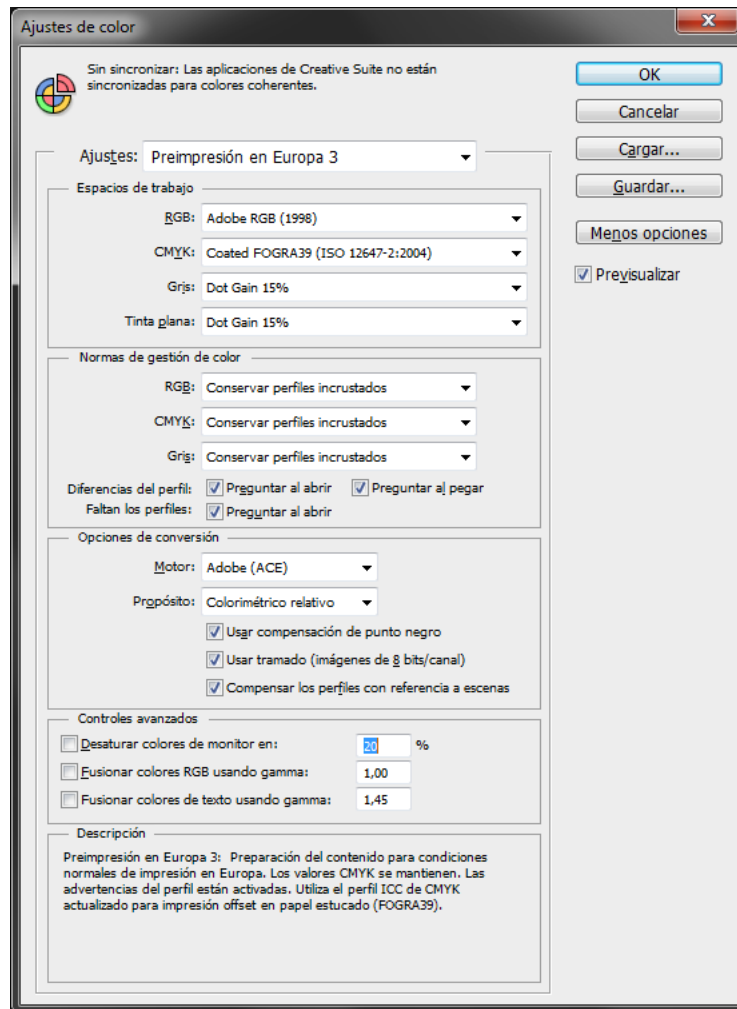 Ajustes de color
Sin sincronizar: Las aplicaciones de Creative Suite no están
sincronizadas para colores coherentes.
OK
Cancelar
Cargar...
Guardar...
Menos opciones
Previsualizar
Ajustes: Preimpresión en Europa 3
Espacios de trabajo
RGB: Adobe RGB (1998)
CMYK: Coated FOGRA39 (ISO 12647-2:2004)
Gris: Dot Gain 15%
Tinta plana: Dot Gain 15%
Normas de gestión de color
RGB: Conservar perfiles incrustados
CMYK: Conservar perfiles incrustados
Gris: Conservar perfiles incrustados
Diferencias del perfil: Preguntar al abrir Preguntar al pegar
Faltan los perfiles: Preguntar al abrir
Opciones de conversión
Motor: Adobe (ACE)
Propósito: Colorimétrico relativo
Usar compensación de punto negro
Usar tramado (imágenes de 8 bits/canal)
Compensar los perfiles con referencia a escenas
Controles avanzados
Desaturar colores de monitor en: 20 %
Fusionar colores RGB usando gamma: 1,00
Fusionar colores de texto usando gamma: 1,45
Descripción
Preimpresión en Europa 3: Preparación del contenido para condiciones
normales de impresión en Europa. Los valores CMYK se mantienen. Las
advertencias del perfil están activadas. Utiliza el perfil ICC de CMYK
actualizado para impresión offset en papel estucado (FOGRA39).